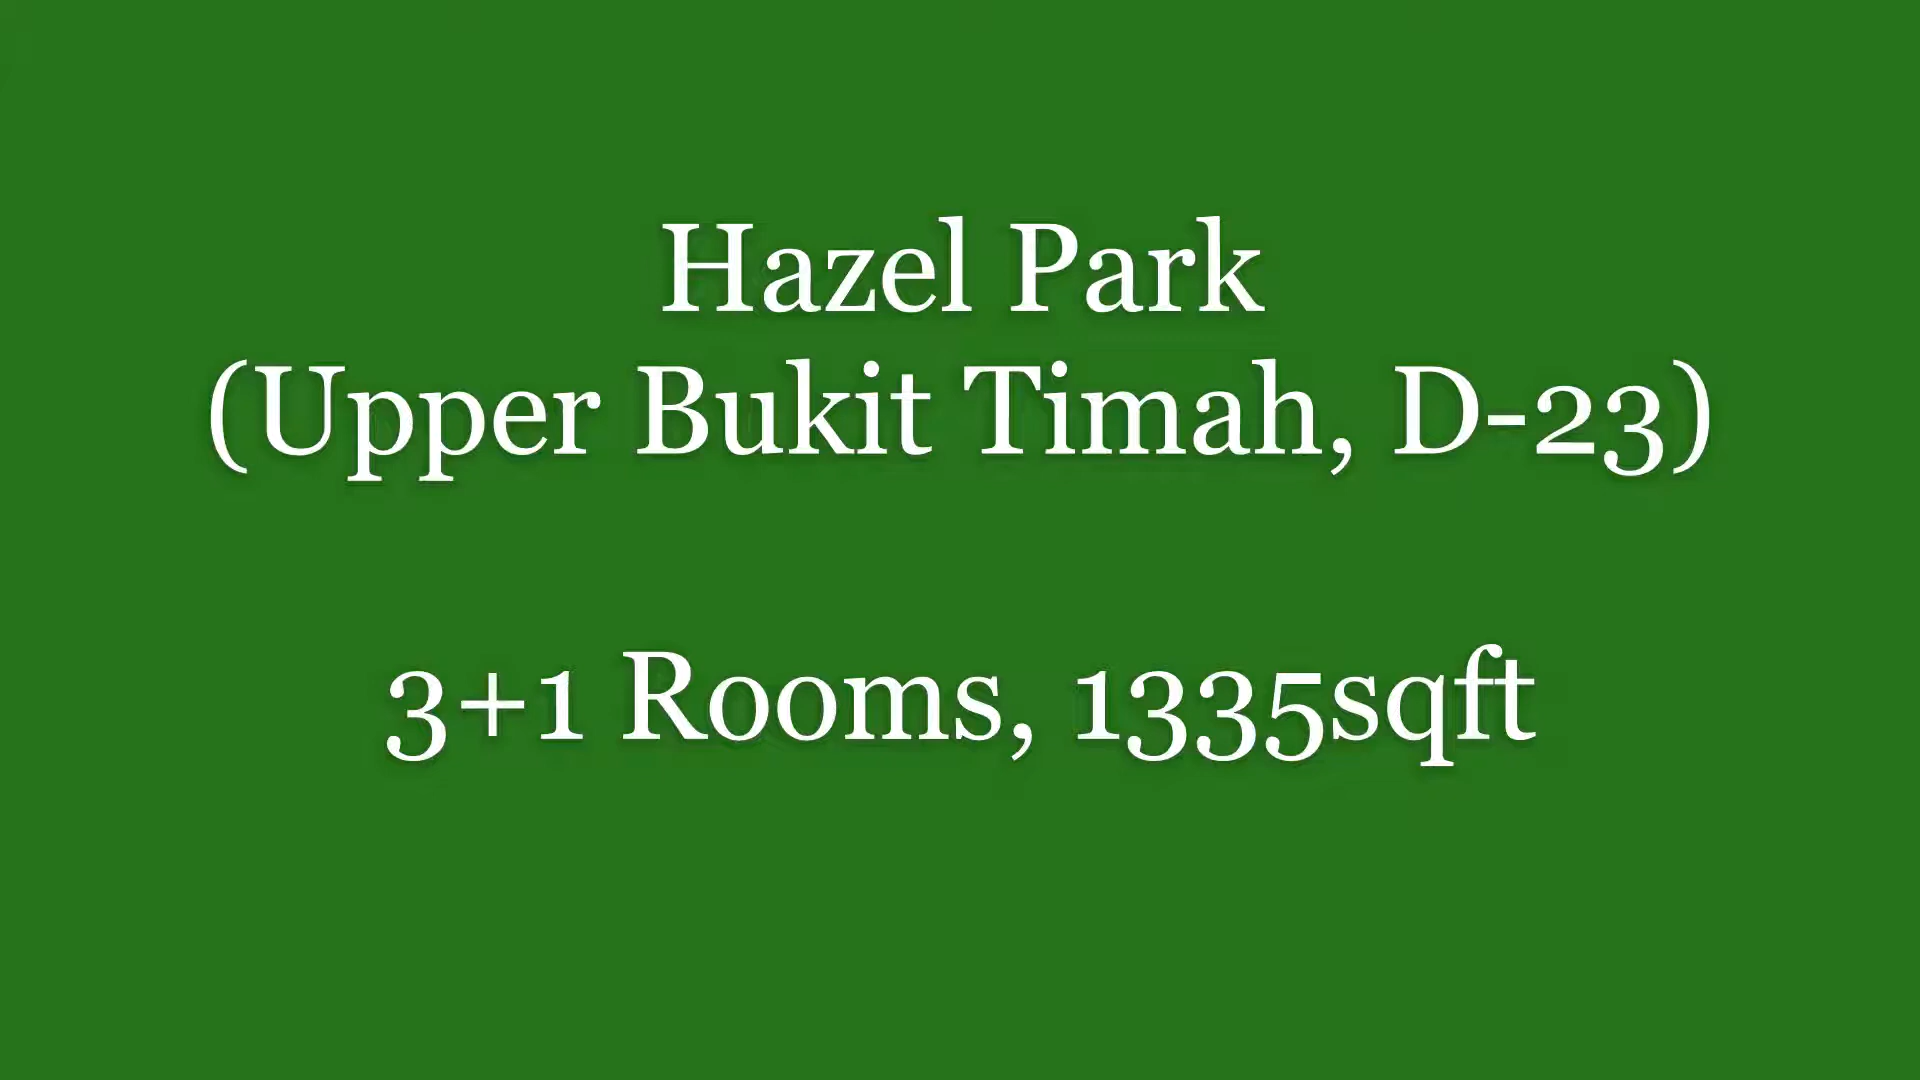 Hazel Park
(Upper Bukit Timah, D-23)
3+1 Rooms, 1335sqft